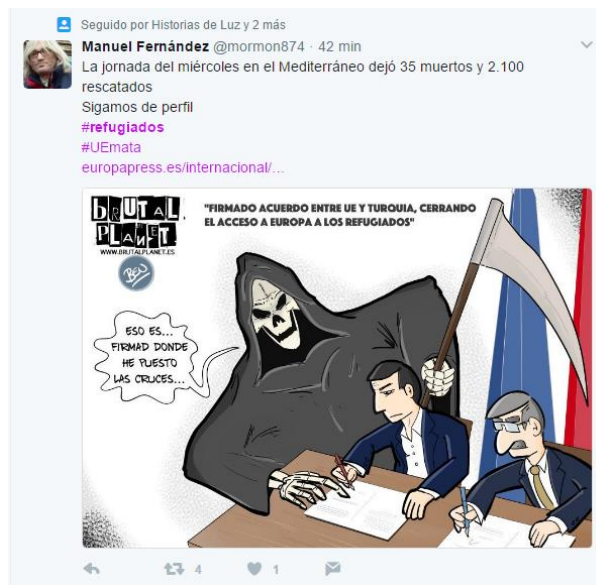 Seguido por Historias de Luz y 2 más
Manuel Fernández @mormon874 · 42 min
La jornada del miércoles en el Mediterráneo dejó 35 muertos y 2.100
rescatados
Sigamos de perfil
#refugiados
#UEmata
europapress.es/internacional/...
BRUTAL
PLANET
WWW.BRUTALPLANET.ES
BEN
"FIRMADO ACUERDO ENTRE UE Y TURQUIA, CERRANDO
EL ACCESO A EUROPA A LOS REFUGIADOS"
ESO ES...
FIRMAD DONDE
HE PUESTO
LAS CRUCES...
4
1